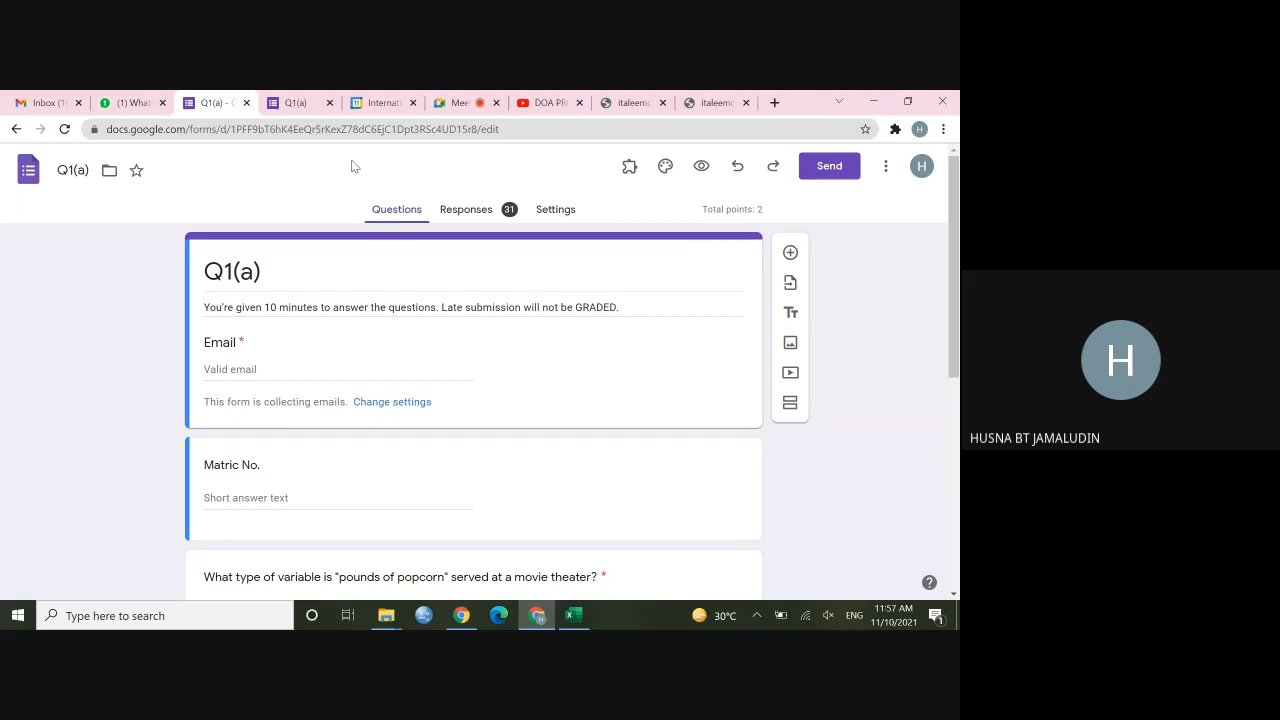 Inbox (1
(1) What
Q1(a) - G
Q1(a)
Internati
Mee
DOA PR
italeem
italeem
docs.google.com/forms/d/1PFF9bT6hK4EeQr5rKexZ78dC6EjC1Dpt3RSc4UD15r8/edit
H
Q1(a)
Send
H
Questions
Responses 31
Settings
Total points: 2
Q1(a)
You're given 10 minutes to answer the questions. Late submission will not be GRADED.
Email *
Valid email
This form is collecting emails. Change settings
Matric No.
Short answer text
What type of variable is "pounds of popcorn" served at a movie theater? *
H
HUSNA BT JAMALUDIN
Type here to search
30°C
ENG
11:57 AM
11/10/2021